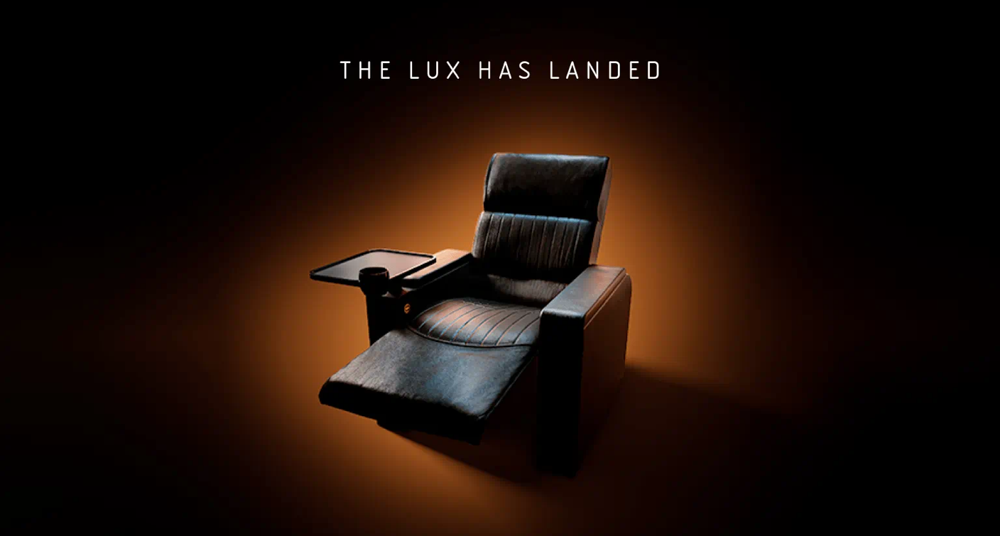 THE LUX HAS LANDED